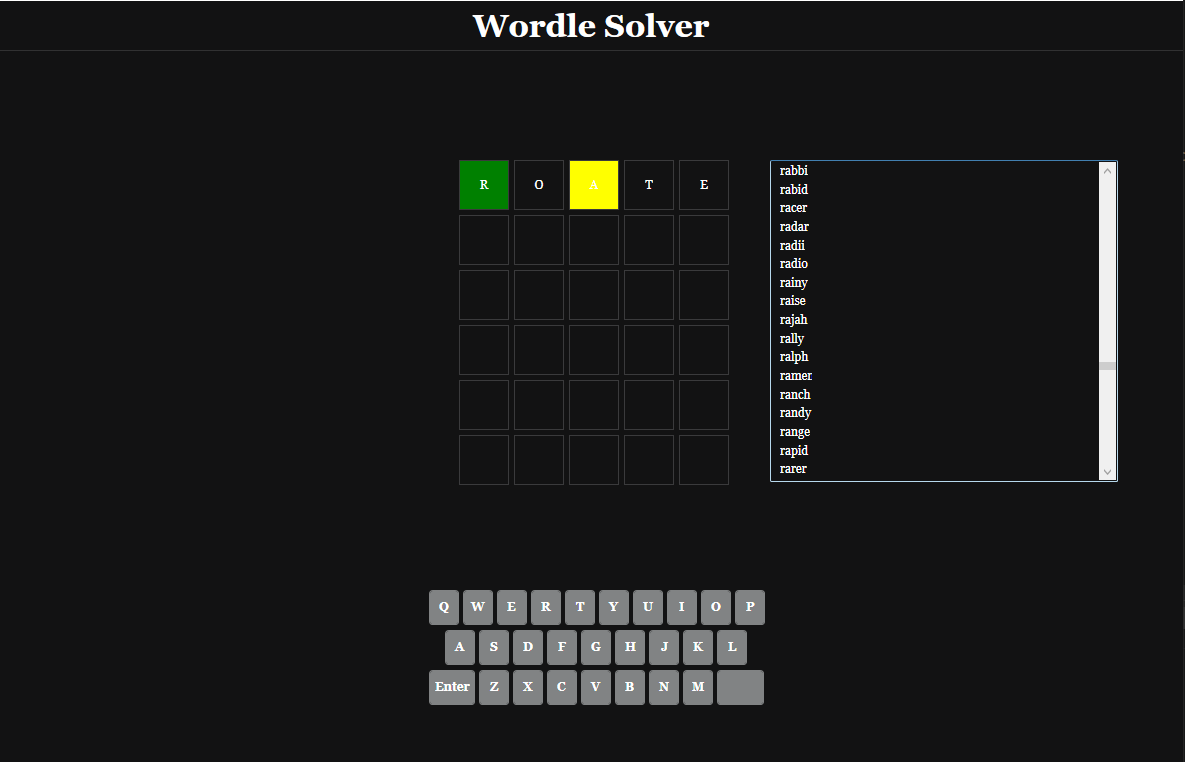 Wordle Solver
R O A T E
rabbi
rabid
racer
radar
radii
radio
rainy
raise
rajah
rally
ralph
ramen
ranch
randy
range
rapid
rarer
Q W E R T Y U I O P
A S D F G H J K L
Enter Z X C V B N M